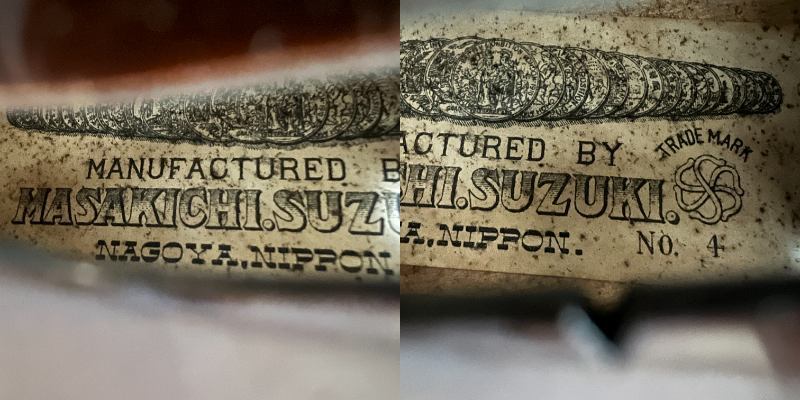 MANUFACTURED B
MASAKICHI.SUZU
NAGOYA.NIPPON
ACTURED BY
TRADE MARK
HI.SUZUKI.
A.NIPPON.
No. 4